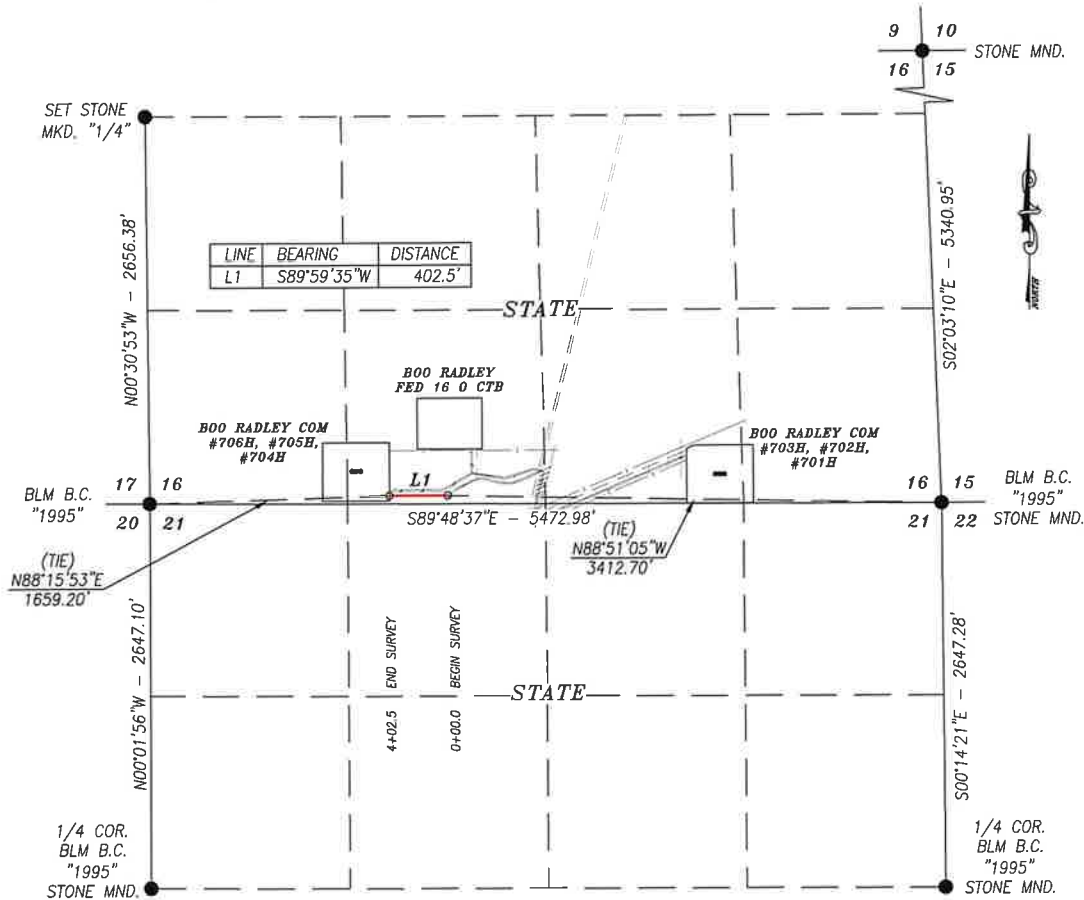 9 10
STONE MND.
16 15
SET STONE
MKD. "1/4"
N00°30'53"W - 2656.38'
S02°03'10"E - 5340.95'
NORTH
LINE BEARING DISTANCE
L1 S89°59'35"W 402.5'
STATE
BOO RADLEY
FED 16 O CTB
BOO RADLEY COM
#706H, #705H,
#704H
BOO RADLEY COM
#703H, #702H,
#701H
L1
17 16
BLM B.C.
"1995"
20 21
16 15
21 22
BLM B.C.
"1995"
STONE MND.
S89°48'37"E - 5472.98'
(TIE)
N88°15'53"E
1659.20'
(TIE)
N88°51'05"W
3412.70'
N00°01'56"W - 2647.10'
S00°14'21"E - 2647.28'
4+02.5 END SURVEY
0+00.0 BEGIN SURVEY
STATE
1/4 COR.
BLM B.C.
"1995"
STONE MND.
1/4 COR.
BLM B.C.
"1995"
STONE MND.